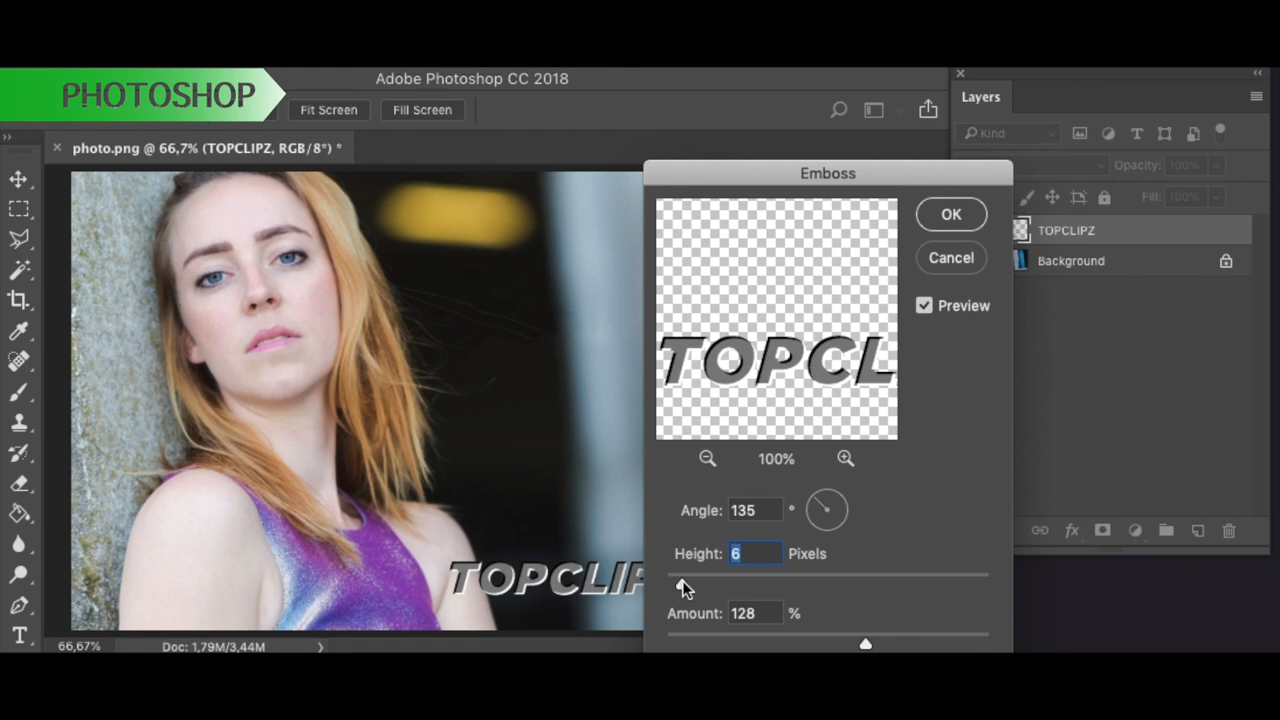 Adobe Photoshop CC 2018
PHOTOSHOP
Fit Screen
Fill Screen
Layers
Kind
Opacity: 100%
Fill: 100%
photo.png @ 66,7% (TOPCLIPZ, RGB/8*) *
TOPCLIP
Emboss
OK
Cancel
Preview
TOPCL
100%
Angle: 135 °
Height: 6 Pixels
Amount: 128 %
TOPCLIPZ
Background
66,67%
Doc: 1,79M/3,44M